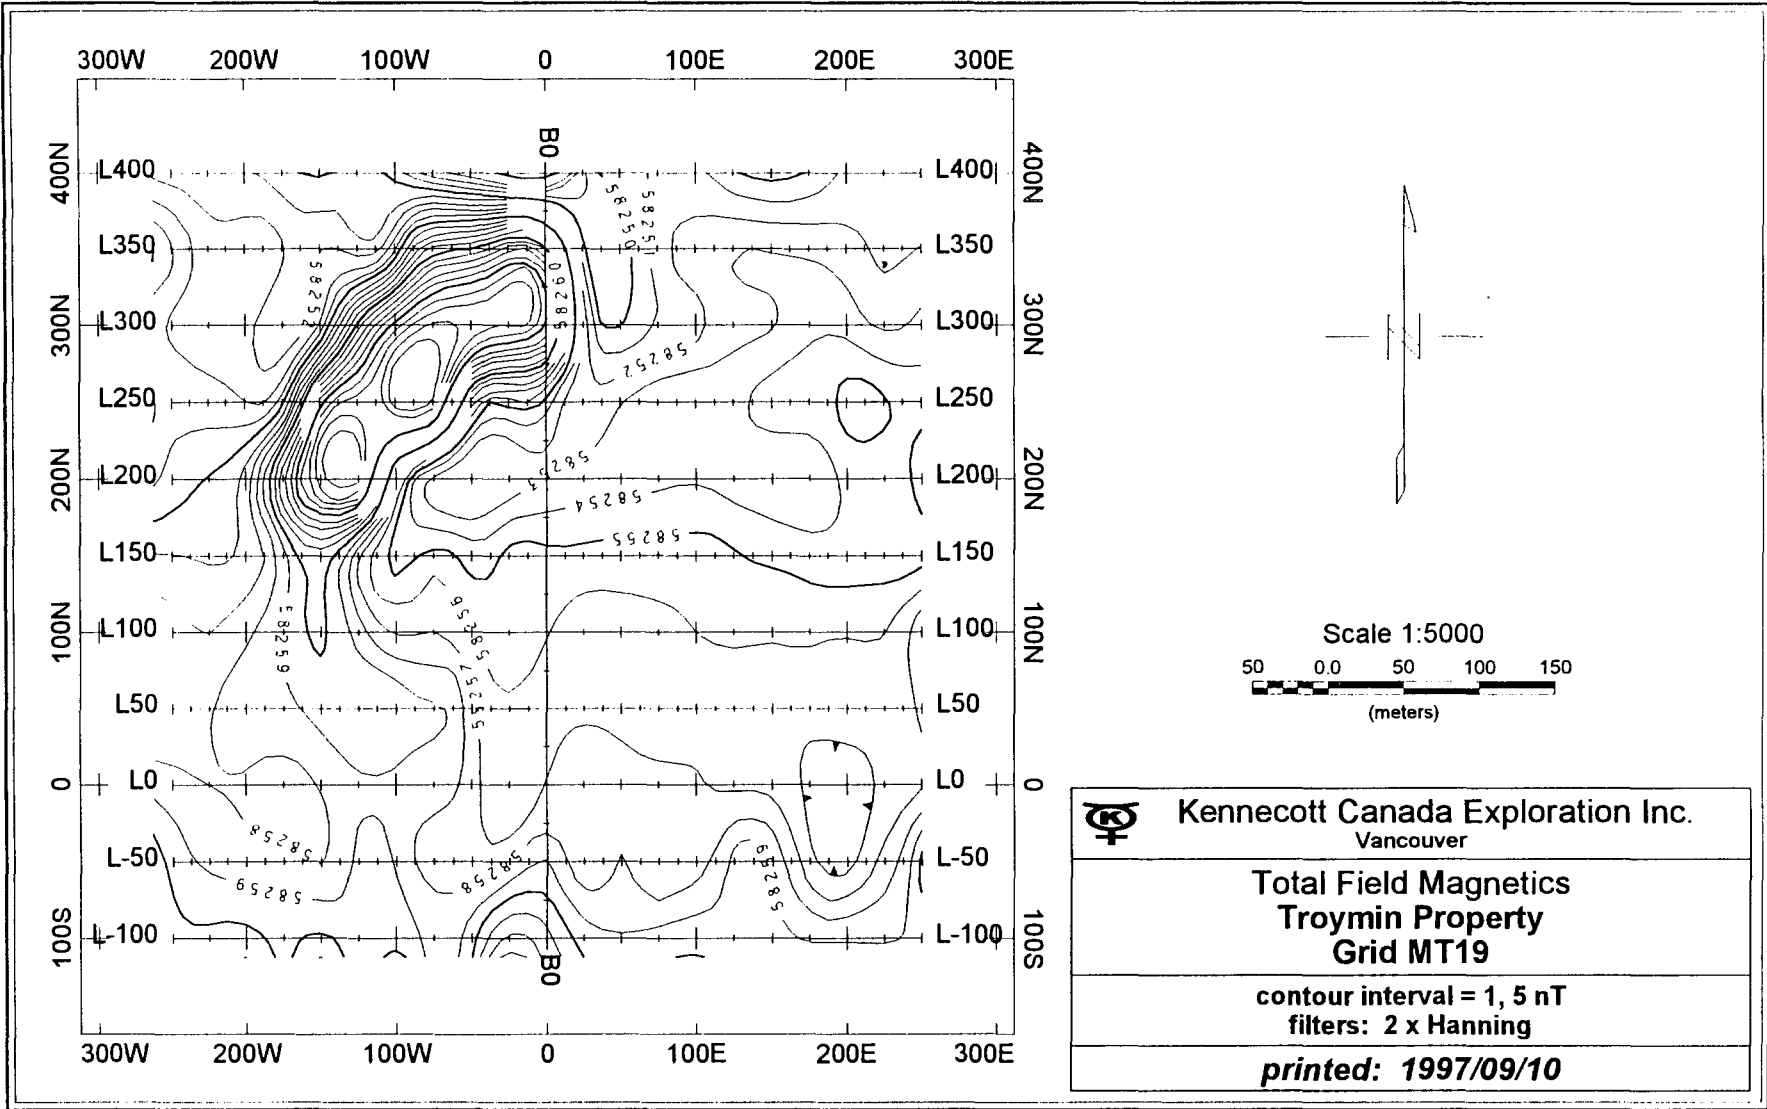 300W 200W 100W 0 100E 200E 300E
B0
400N L400 L400 400N
58250
58251
L350 L350
58252
58260
300N L300 L300 300N
58252
L250 L250
58253
200N L200 L200 200N
58254
58255
L150 L150
58256
58259
100N L100 L100 100N
58257
L50 L50
0 L0 L0 0
58258
58259
L-50 L-50
58259
58258
100S L-100 L-100 100S
B0
300W 200W 100W 0 100E 200E 300E
N
Scale 1:5000
50 0.0 50 100 150
(meters)
K
Kennecott Canada Exploration Inc.
Vancouver
Total Field Magnetics
Troymin Property
Grid MT19
contour interval = 1, 5 nT
filters: 2 x Hanning
printed: 1997/09/10